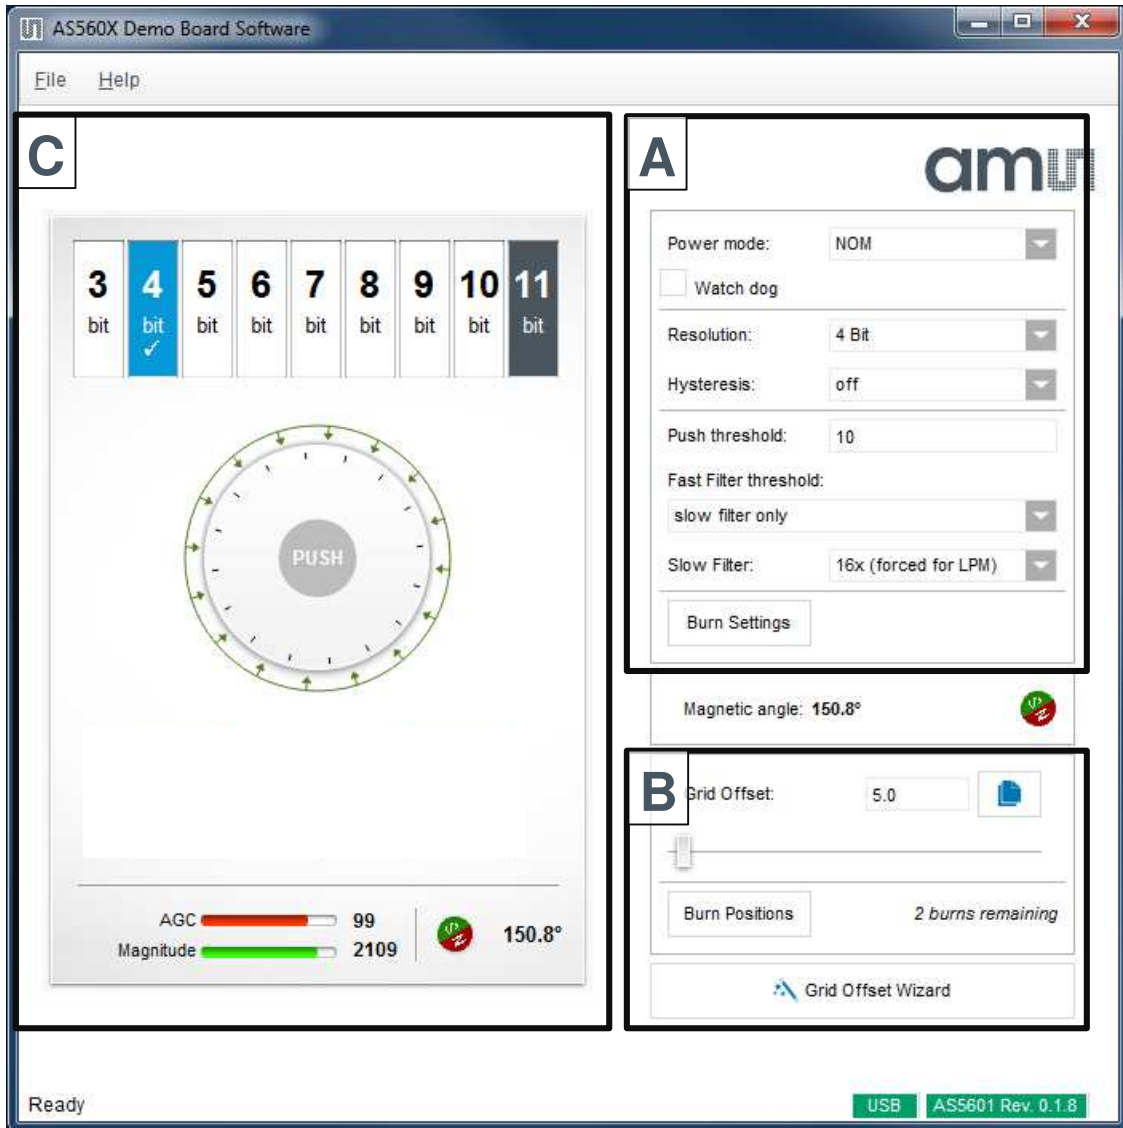 AS560X Demo Board Software
File Help
C
A
am
3 4 5 6 7 8 9 10 11
bit bit bit bit bit bit bit bit bit
PUSH
AGC 99
Magnitude 2109
150.8°
Power mode: NOM
Watch dog
Resolution: 4 Bit
Hysteresis: off
Push threshold: 10
Fast Filter threshold:
slow filter only
Slow Filter: 16x (forced for LPM)
Burn Settings
Magnetic angle: 150.8°
B
Grid Offset: 5.0
Burn Positions 2 burns remaining
Grid Offset Wizard
Ready
USB AS5601 Rev. 0.1.8